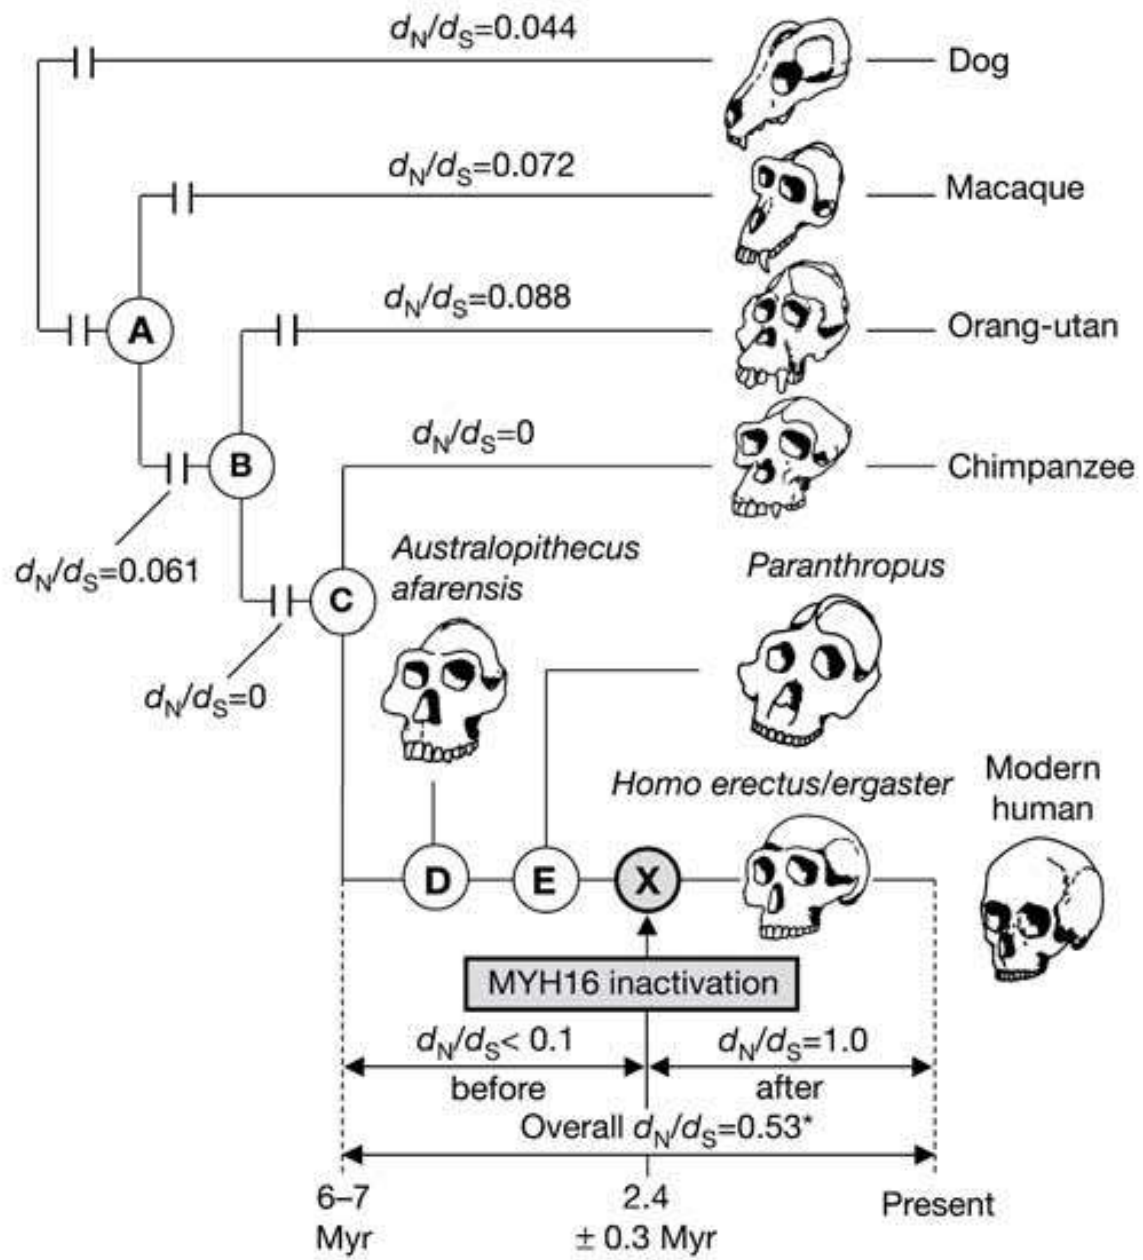 dN/dS=0.044
Dog
dN/dS=0.072
Macaque
A
dN/dS=0.088
Orang-utan
B
dN/dS=0
Chimpanzee
dN/dS=0.061
C
Australopithecus
afarensis
Paranthropus
dN/dS=0
Homo erectus/ergaster
Modern
human
D
E
X
MYH16 inactivation
dN/dS< 0.1
before
dN/dS=1.0
after
Overall dN/dS=0.53*
6–7
Myr
2.4
± 0.3 Myr
Present